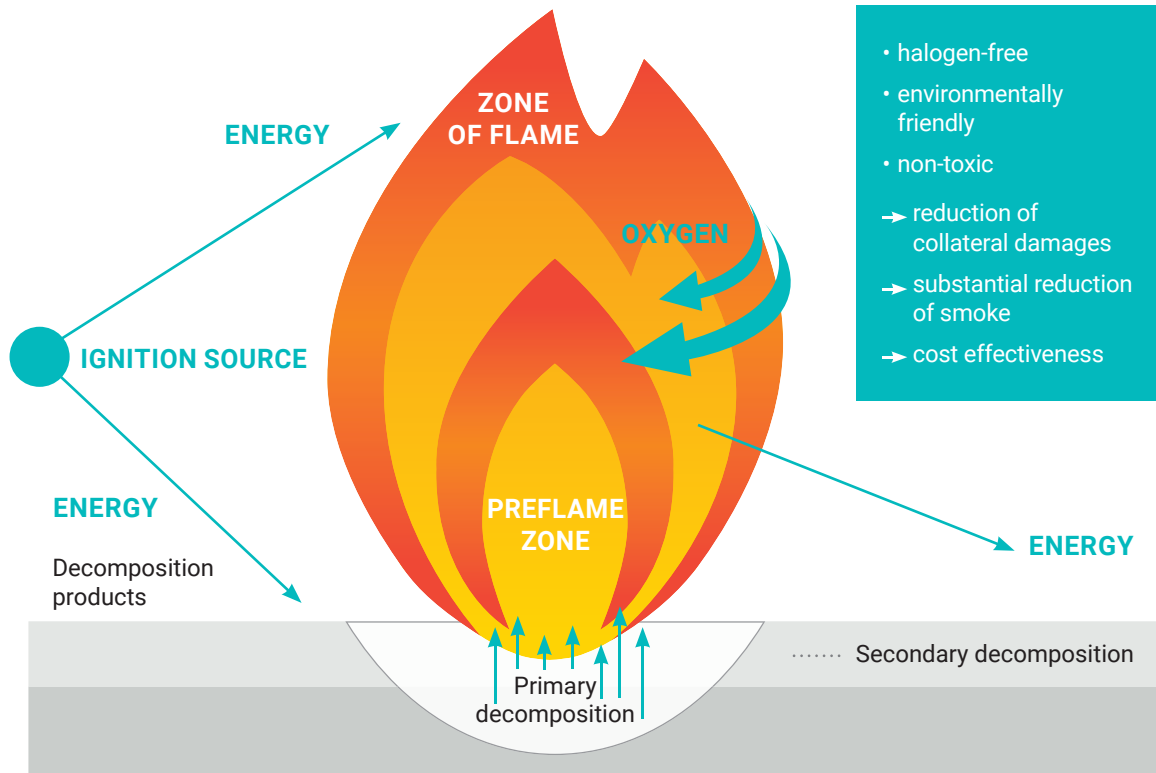 ZONE
OF FLAME
ENERGY
OXYGEN
IGNITION SOURCE
PREFLAME
ZONE
ENERGY
ENERGY
Decomposition
products
Primary
decomposition
Secondary decomposition
• halogen-free
• environmentally
friendly
• non-toxic
→ reduction of
collateral damages
→ substantial reduction
of smoke
→ cost effectiveness